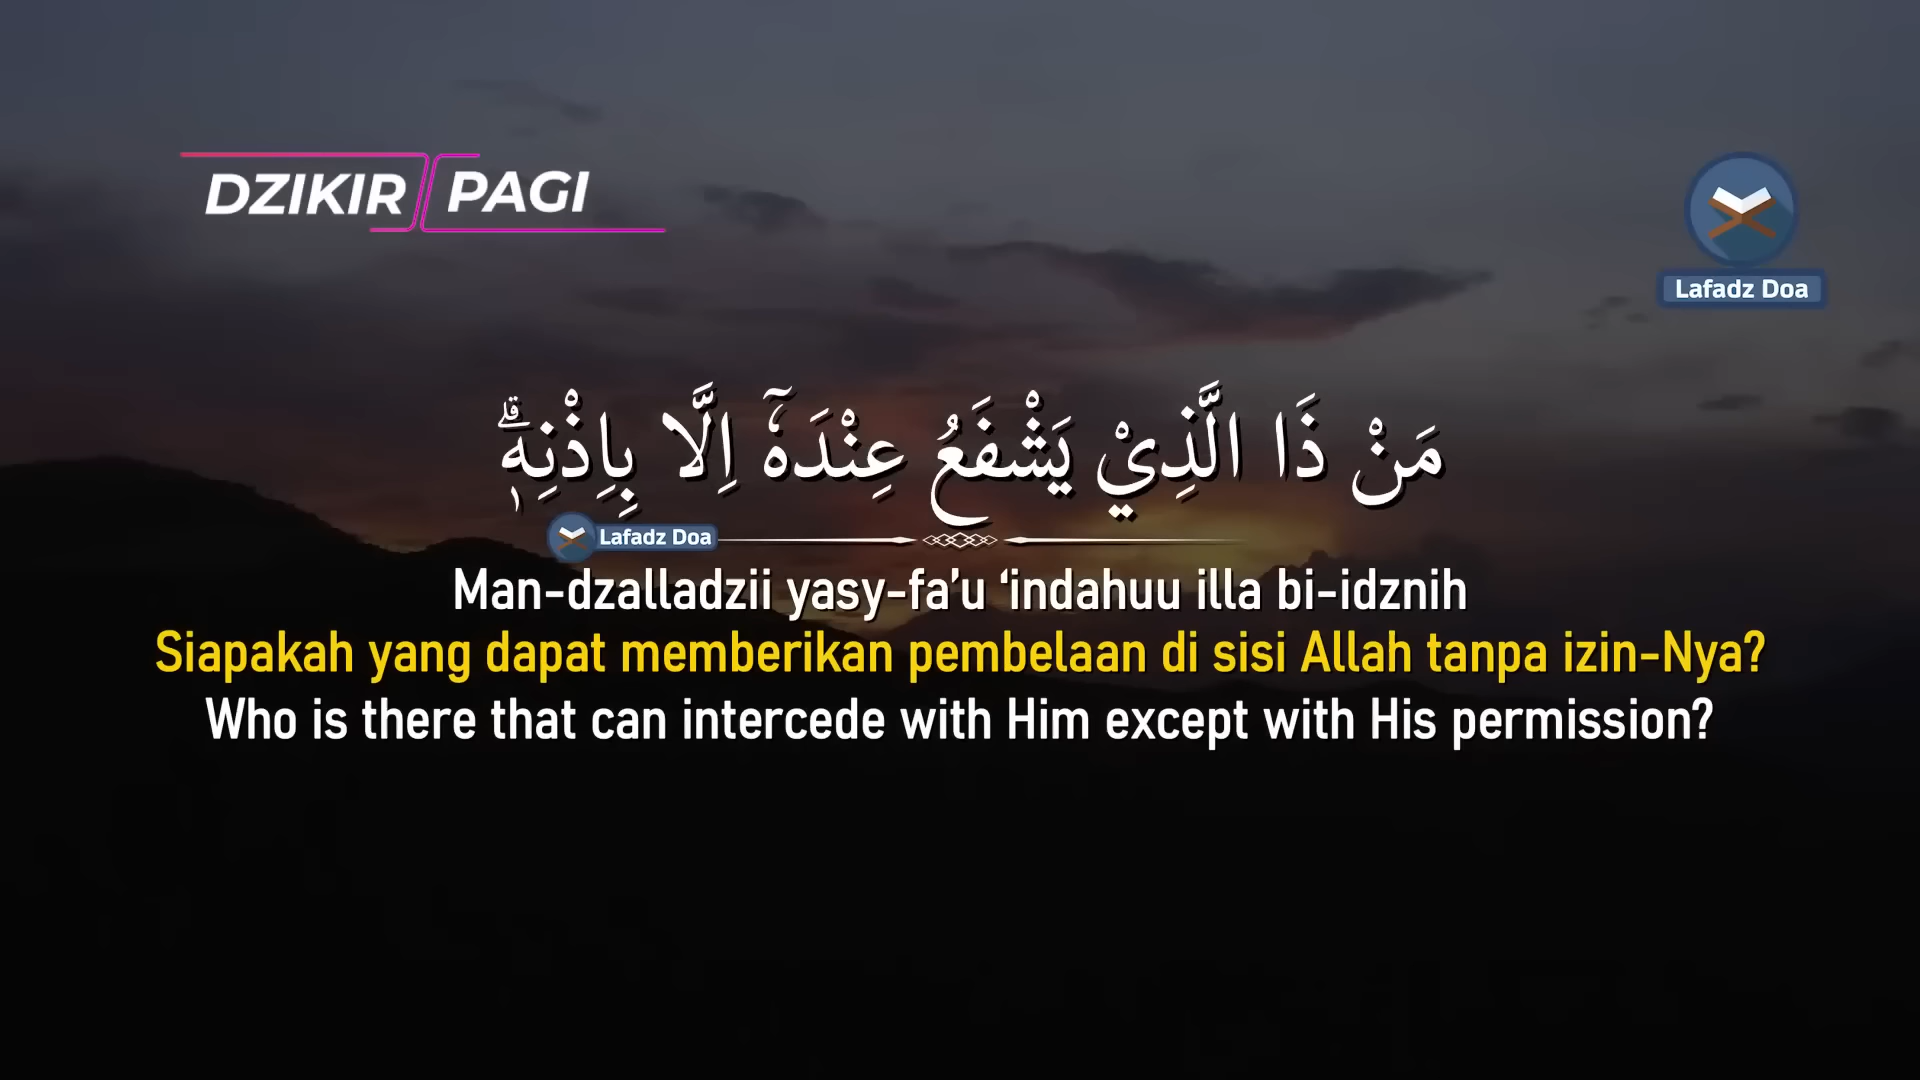 DZIKIR PAGI
Lafadz Doa
مَنْ ذَا الَّذِيْ يَشْفَعُ عِنْدَهٗٓ اِلَّا بِاِذْنِهٖۗ
Lafadz Doa
Man-dzalladzii yasy-fa’u ‘indahuu illa bi-idznih
Siapakah yang dapat memberikan pembelaan di sisi Allah tanpa izin-Nya?
Who is there that can intercede with Him except with His permission?